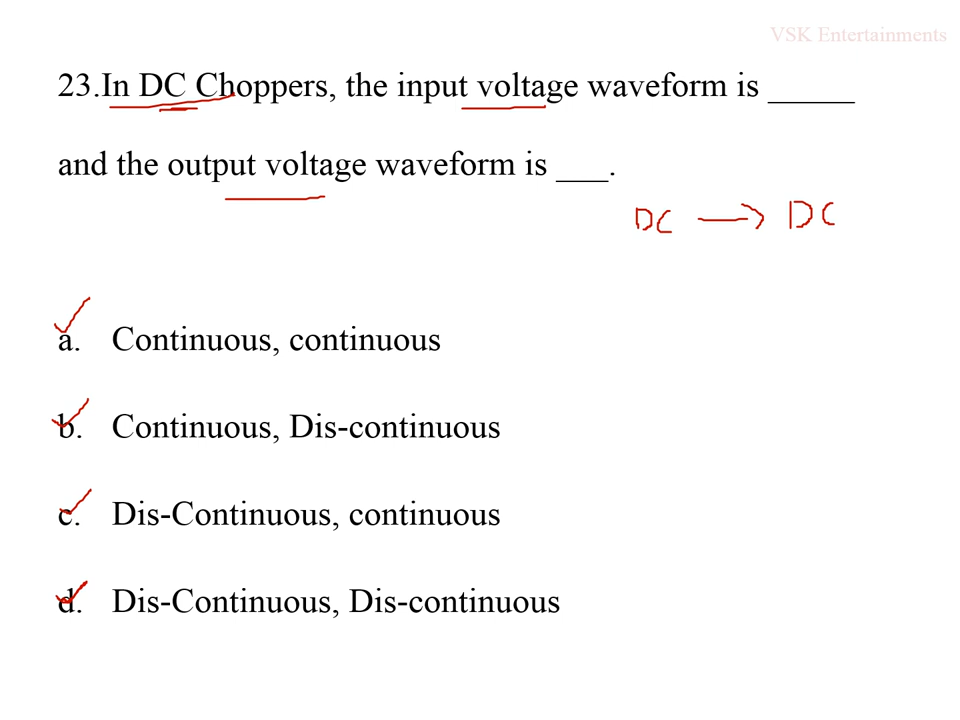 VSK Entertainments
23.In DC Choppers, the input voltage waveform is _____
and the output voltage waveform is ___.
DC → DC
a. Continuous, continuous
b. Continuous, Dis-continuous
c. Dis-Continuous, continuous
d. Dis-Continuous, Dis-continuous